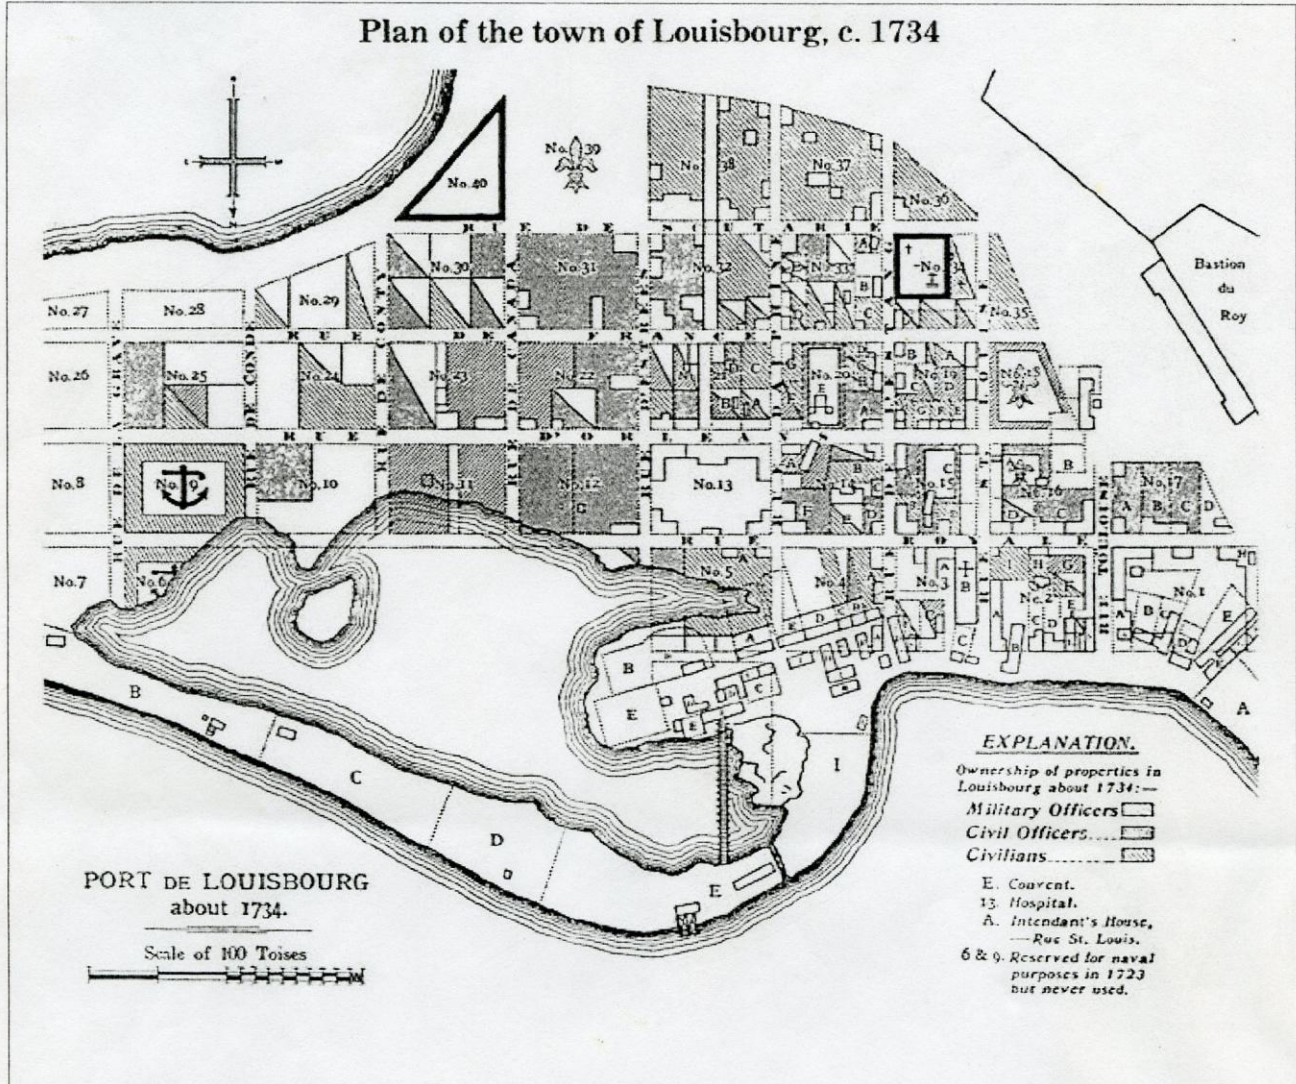 Plan of the town of Louisbourg, c. 1734
No. 39
No. 40
No. 38
No. 37
No. 36
RUE DE SCUTARIE
Bastion
du
Roy
No. 30
No. 31
No. 32
No. 33
No. 34
No. 35
No. 27
No. 28
No. 29
RUE DE FRANCE
No. 26
No. 25
No. 24
No. 23
No. 22
No. 20
No. 19
RUE D'ORLEANS
No. 8
No. 9
No. 10
No. 11
No. 12
No. 13
No. 14
No. 15
No. 16
No. 17
A B C D
RUE ROYALE
No. 7
No. 6
No. 5
No. 4
No. 3
No. 2
No. 1
RUE DE LA GRAVE
RUE DE CONDE
RUE DE CONTY
RUE DE CANADA
RUE D'ESTREES
RUE TOULOUZE
B
C
D
E
B
E
C
I
A
EXPLANATION.
Ownership of properties in
Louisbourg about 1734:—
Military Officers
Civil Officers
Civilians
E. Convent.
13. Hospital.
A. Intendant's House,
—Rue St. Louis.
6 & 9. Reserved for naval
purposes in 1723
but never used.
PORT DE LOUISBOURG
about 1734.
Scale of 100 Toises